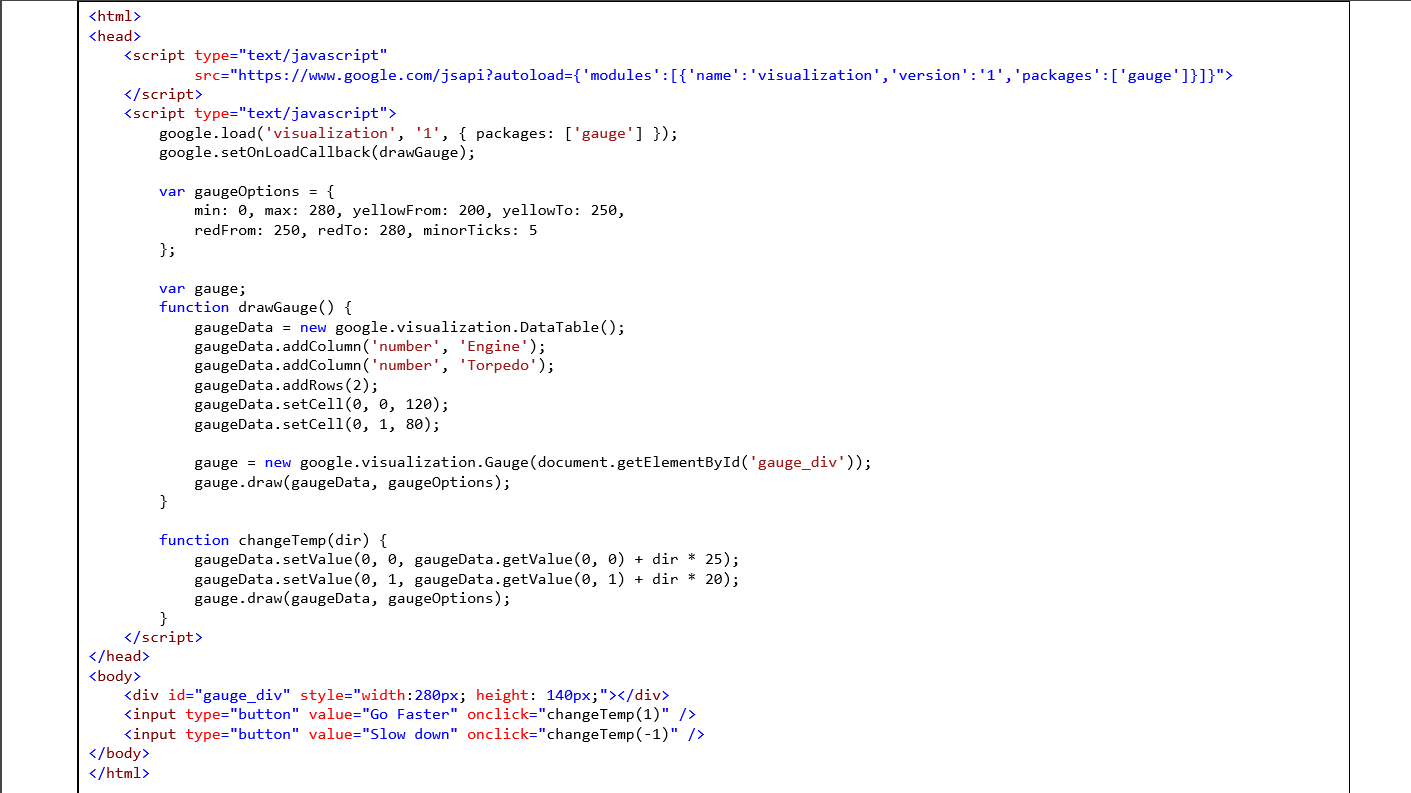 <html>
<head>
    <script type="text/javascript"
            src="https://www.google.com/jsapi?autoload={'modules':[{'name':'visualization','version':'1','packages':['gauge']}]}">
    </script>
    <script type="text/javascript">
        google.load('visualization', '1', { packages: ['gauge'] });
        google.setOnLoadCallback(drawGauge);

        var gaugeOptions = {
            min: 0, max: 280, yellowFrom: 200, yellowTo: 250,
            redFrom: 250, redTo: 280, minorTicks: 5
        };

        var gauge;
        function drawGauge() {
            gaugeData = new google.visualization.DataTable();
            gaugeData.addColumn('number', 'Engine');
            gaugeData.addColumn('number', 'Torpedo');
            gaugeData.addRows(2);
            gaugeData.setCell(0, 0, 120);
            gaugeData.setCell(0, 1, 80);

            gauge = new google.visualization.Gauge(document.getElementById('gauge_div'));
            gauge.draw(gaugeData, gaugeOptions);
        }

        function changeTemp(dir) {
            gaugeData.setValue(0, 0, gaugeData.getValue(0, 0) + dir * 25);
            gaugeData.setValue(0, 1, gaugeData.getValue(0, 1) + dir * 20);
            gauge.draw(gaugeData, gaugeOptions);
        }
    </script>
</head>
<body>
    <div id="gauge_div" style="width:280px; height: 140px;"></div>
    <input type="button" value="Go Faster" onclick="changeTemp(1)" />
    <input type="button" value="Slow down" onclick="changeTemp(-1)" />
</body>
</html>